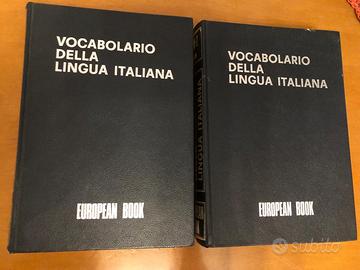 VOCABOLARIO
DELLA
LINGUA ITALIANA
EUROPEAN BOOK
LINGUA ITALIANA
VOCABOLARIO
DELLA
LINGUA ITALIANA
EUROPEAN BOOK
subito